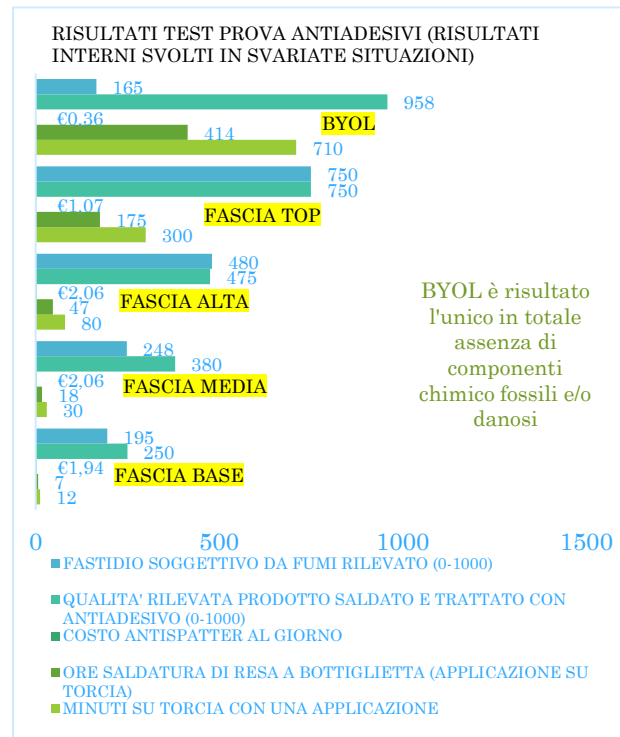 RISULTATI TEST PROVA ANTIADESIVI (RISULTATI
INTERNI SVOLTI IN SVARIATE SITUAZIONI)
165
958
€0,36
BYOL
414
710
750
750
€1,07
FASCIA TOP
175
300
480
475
€2,06
FASCIA ALTA
47
80
248
380
€2,06
FASCIA MEDIA
18
30
195
250
€1,94
FASCIA BASE
7
12
BYOL è risultato
l'unico in totale
assenza di
componenti
chimico fossili e/o
danosi
0 500 1000 1500
FASTIDIO SOGGETTIVO DA FUMI RILEVATO (0-1000)
QUALITA' RILEVATA PRODOTTO SALDATO E TRATTATO CON
ANTIADESIVO (0-1000)
COSTO ANTISPATTER AL GIORNO
ORE SALDATURA DI RESA A BOTTIGLIETTA (APPLICAZIONE SU
TORCIA)
MINUTI SU TORCIA CON UNA APPLICAZIONE